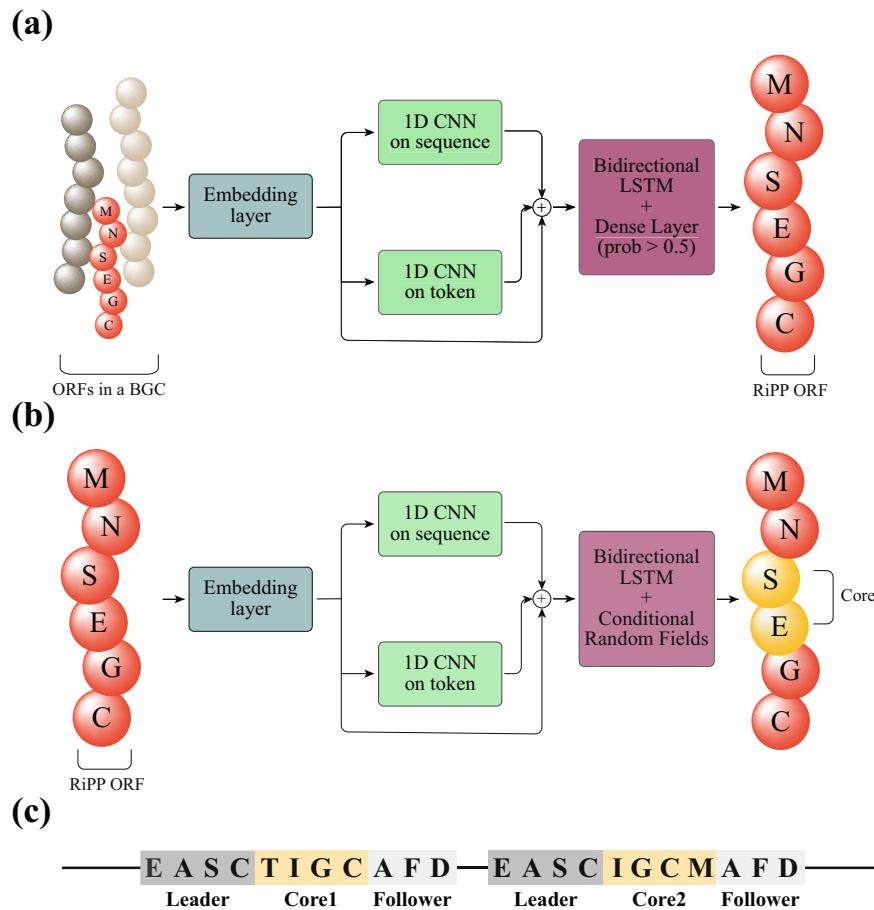 (a)
M
N
S
E
G
C
ORFs in a BGC
Embedding
layer
1D CNN
on sequence
1D CNN
on token
+
Bidirectional
LSTM
+
Dense Layer
(prob > 0.5)
M
N
S
E
G
C
RiPP ORF
(b)
M
N
S
E
G
C
RiPP ORF
Embedding
layer
1D CNN
on sequence
1D CNN
on token
+
Bidirectional
LSTM
+
Conditional
Random Fields
M
N
S
E
G
C
Core
(c)
E A S C T I G C A F D E A S C I G C M A F D
Leader Core1 Follower Leader Core2 Follower